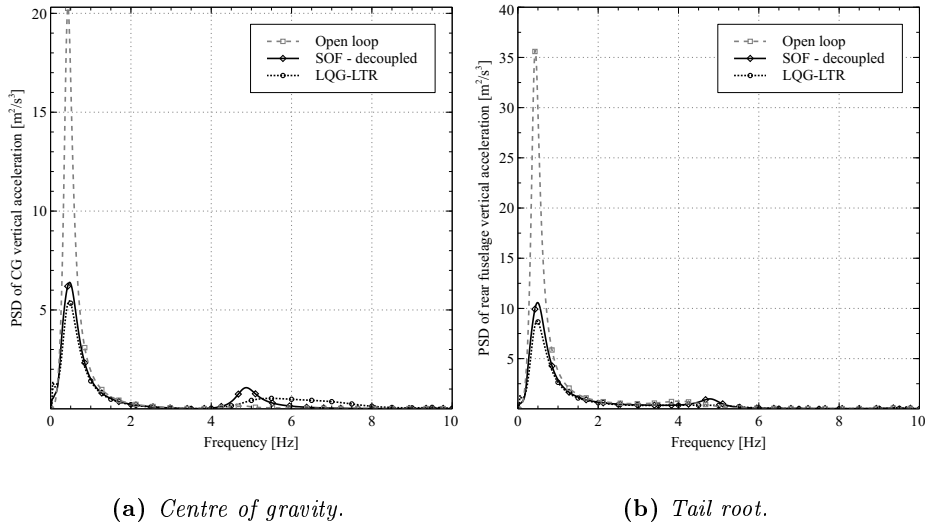 20
15
10
5
0
2
4
6
8
10
PSD of CG vertical acceleration [m²/s³]
Frequency [Hz]
Open loop
SOF - decoupled
LQG-LTR
(a) Centre of gravity.
40
35
30
25
20
15
10
5
0
2
4
6
8
10
PSD of rear fuselage vertical acceleration [m²/s³]
Frequency [Hz]
Open loop
SOF - decoupled
LQG-LTR
(b) Tail root.